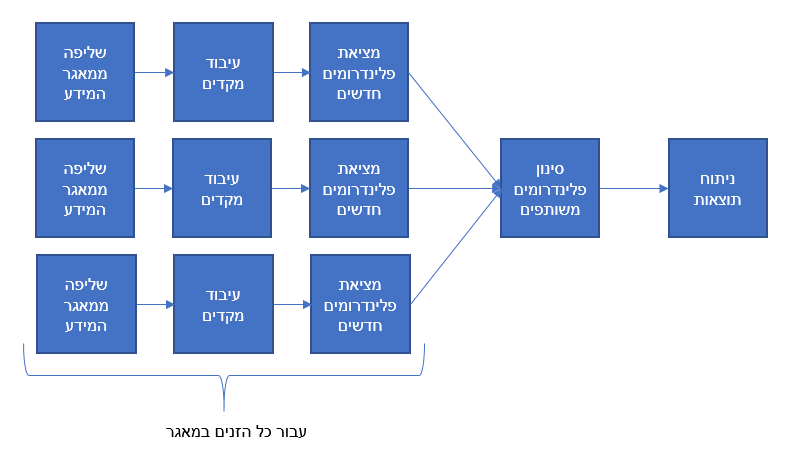 שליפה
ממאגר
המידע
עיבוד
מקדים
מציאת
פלינדרומים
חדשים
שליפה
ממאגר
המידע
עיבוד
מקדים
מציאת
פלינדרומים
חדשים
סינון
פלינדרומים
משותפים
ניתוח
תוצאות
שליפה
ממאגר
המידע
עיבוד
מקדים
מציאת
פלינדרומים
חדשים
עבור כל הזנים במאגר